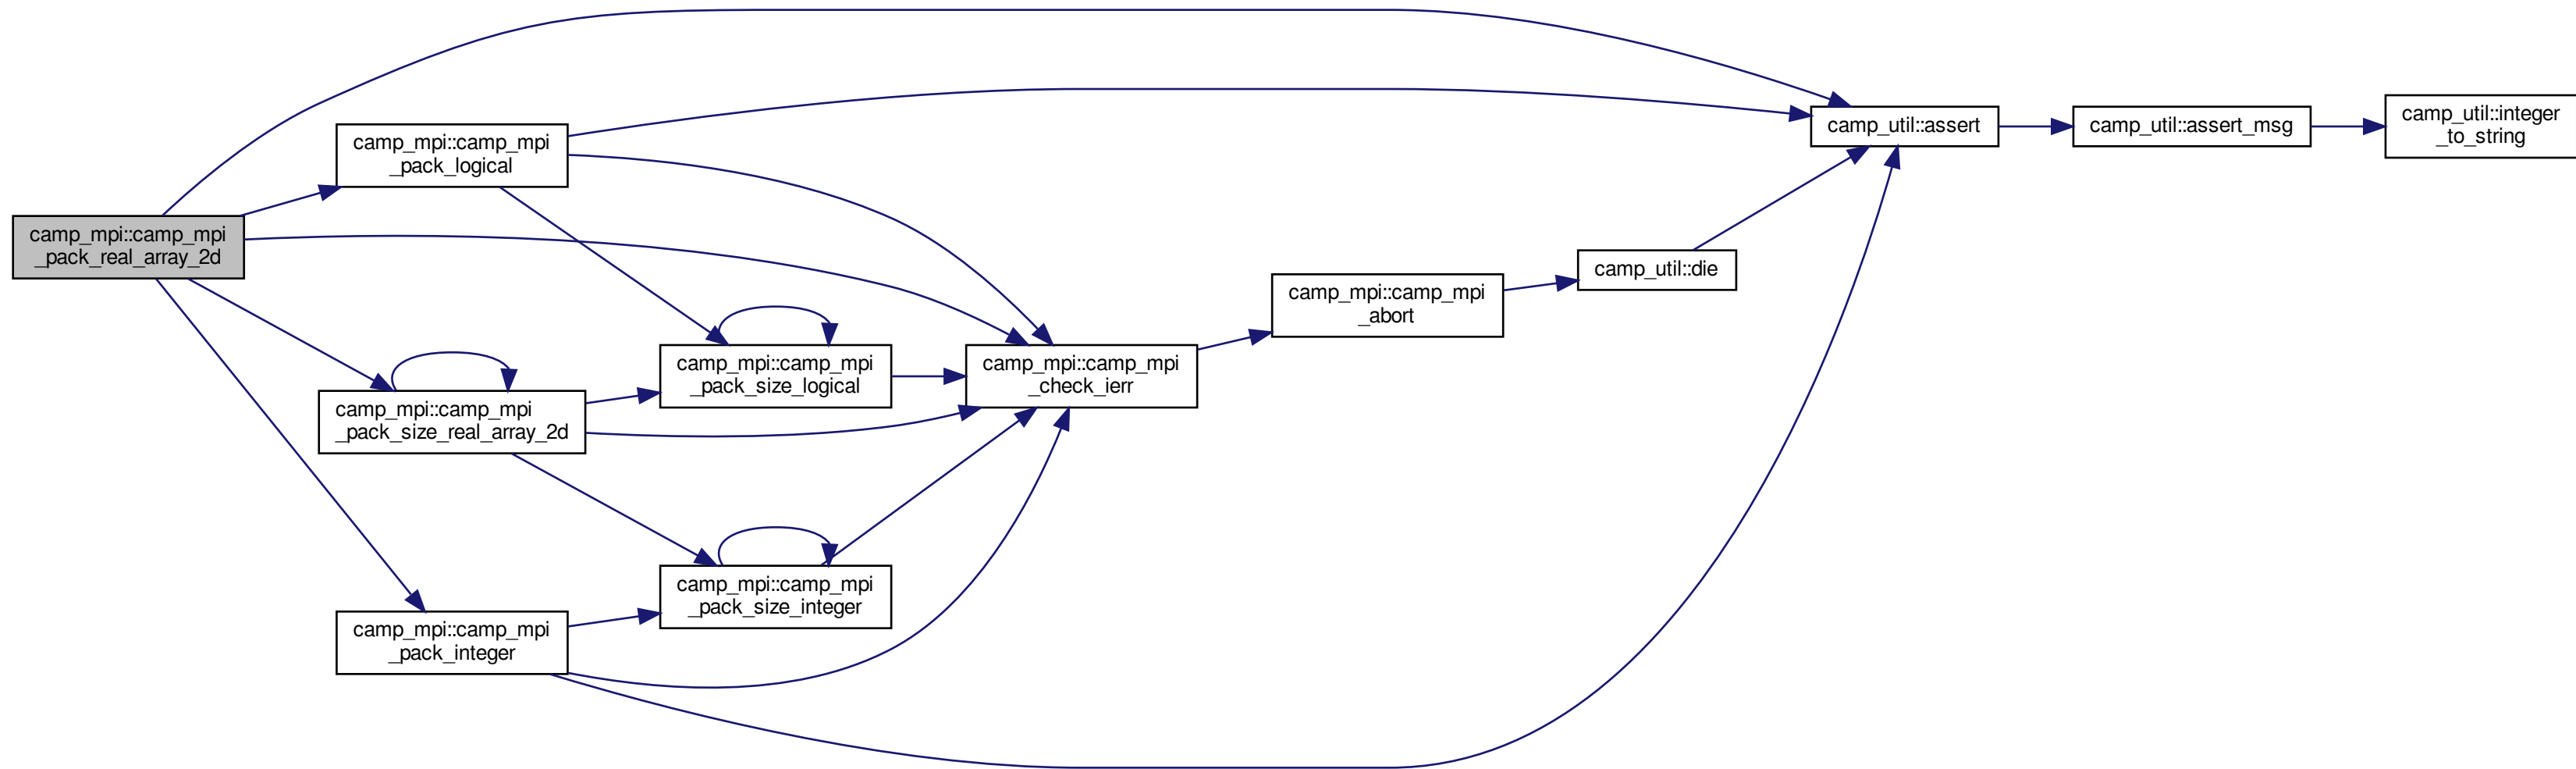 camp_mpi::camp_mpi
_pack_real_array_2d
camp_mpi::camp_mpi
_pack_logical
camp_mpi::camp_mpi
_pack_size_real_array_2d
camp_mpi::camp_mpi
_pack_integer
camp_mpi::camp_mpi
_pack_size_logical
camp_mpi::camp_mpi
_pack_size_integer
camp_mpi::camp_mpi
_check_ierr
camp_mpi::camp_mpi
_abort
camp_util::die
camp_util::assert
camp_util::assert_msg
camp_util::integer
_to_string